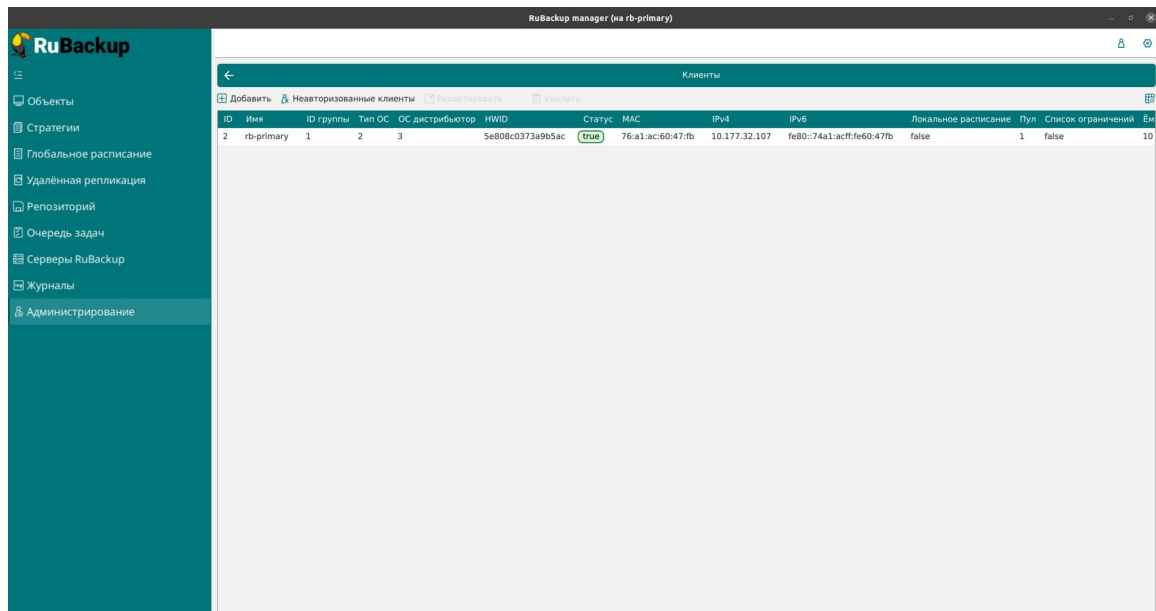 RuBackup manager (на rb-primary)
RuBackup
Клиенты
Объекты
Стратегии
Глобальное расписание
Удалённая репликация
Репозиторий
Очередь задач
Серверы RuBackup
Журналы
Администрирование
Добавить Неавторизованные клиенты Редактировать Удалить
ID Имя ID группы Тип ОС ОС дистрибьютор HWID Статус MAC IPv4 IPv6 Локальное расписание Пул Список ограничений Ём
2 rb-primary 1 2 3 5e808c0373a9b5ac true 76:a1:ac:60:47:fb 10.177.32.107 fe80::74a1:acff:fe60:47fb false 1 false 10